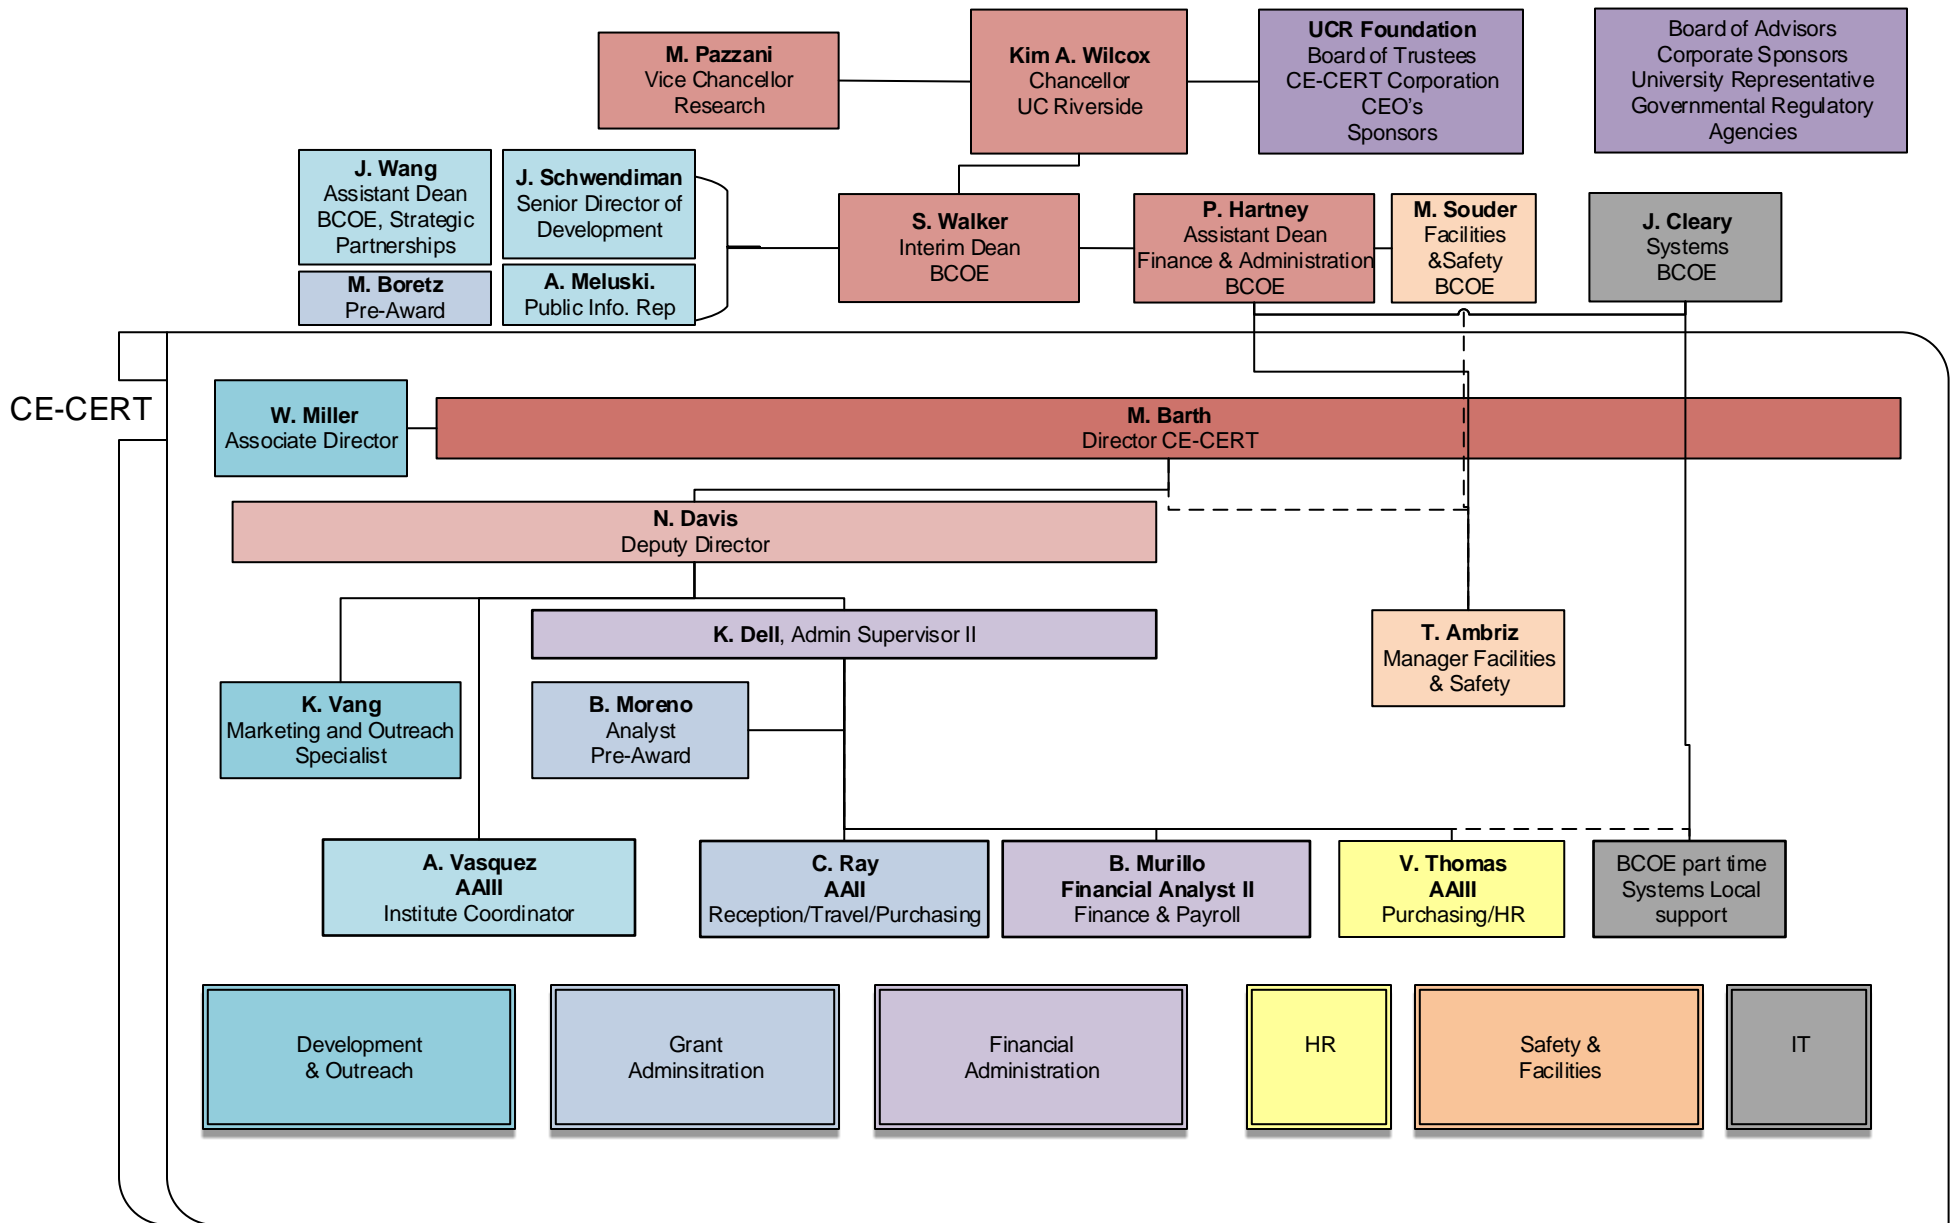 M. Pazzani
Vice Chancellor
Research
Kim A. Wilcox
Chancellor
UC Riverside
UCR Foundation
Board of Trustees
CE-CERT Corporation
CEO's
Sponsors
Board of Advisors
Corporate Sponsors
University Representative
Governmental Regulatory
Agencies
J. Wang
Assistant Dean
BCOE, Strategic
Partnerships
J. Schwendiman
Senior Director of
Development
S. Walker
Interim Dean
BCOE
P. Hartney
Assistant Dean
Finance & Administration
BCOE
M. Souder
Facilities
&Safety
BCOE
J. Cleary
Systems
BCOE
M. Boretz
Pre-Award
A. Meluski.
Public Info. Rep
CE-CERT
W. Miller
Associate Director
M. Barth
Director CE-CERT
N. Davis
Deputy Director
K. Dell, Admin Supervisor II
T. Ambriz
Manager Facilities
& Safety
K. Vang
Marketing and Outreach
Specialist
B. Moreno
Analyst
Pre-Award
A. Vasquez
AAIII
Institute Coordinator
C. Ray
AAII
Reception/Travel/Purchasing
B. Murillo
Financial Analyst II
Finance & Payroll
V. Thomas
AAIII
Purchasing/HR
BCOE part time
Systems Local
support
Development
& Outreach
Grant
Adminsitration
Financial
Administration
HR
Safety &
Facilities
IT